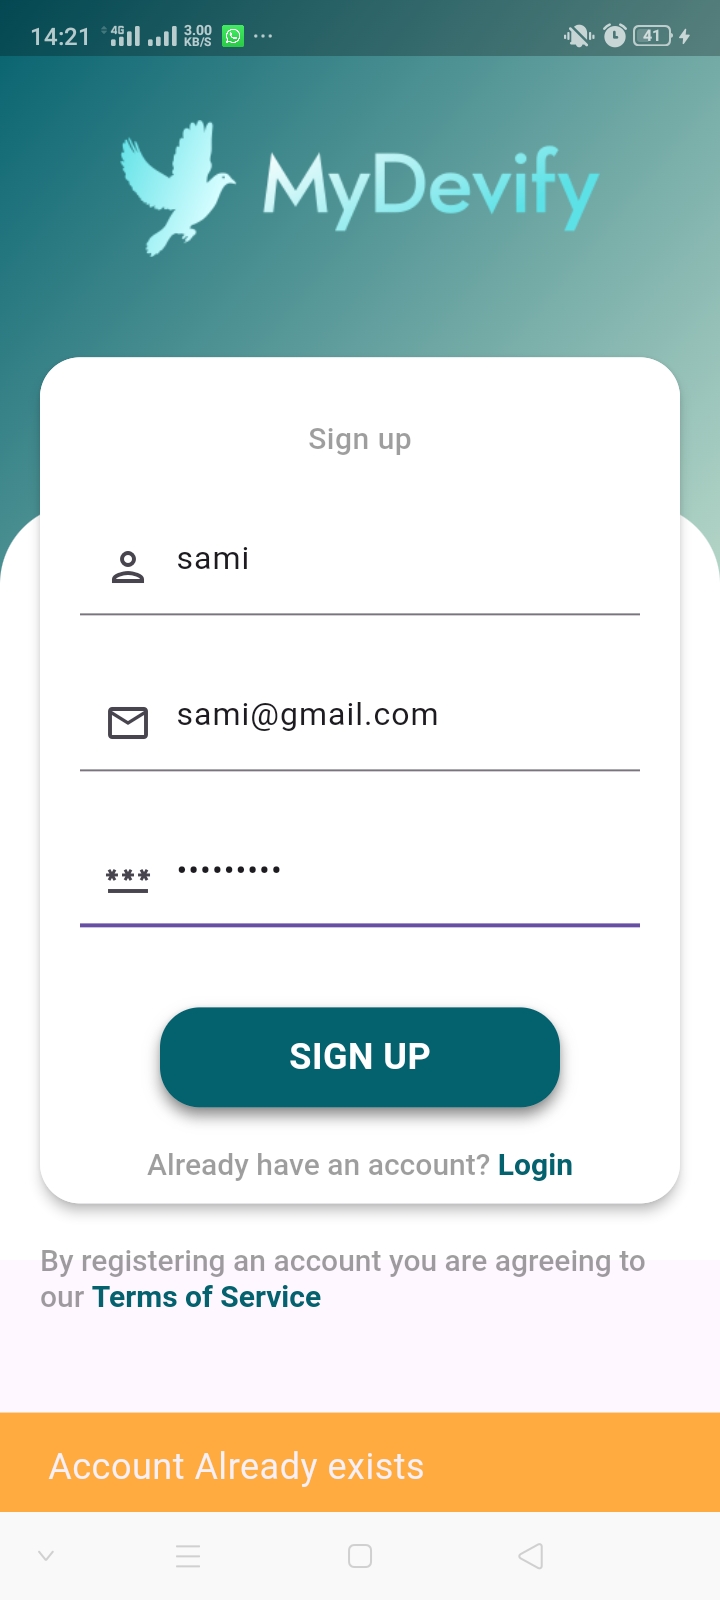 14:21 4G 3.00 KB/S ... 41
MyDevify
Sign up
sami
sami@gmail.com
***
•••••••••
SIGN UP
Already have an account? Login
By registering an account you are agreeing to
our Terms of Service
Account Already exists